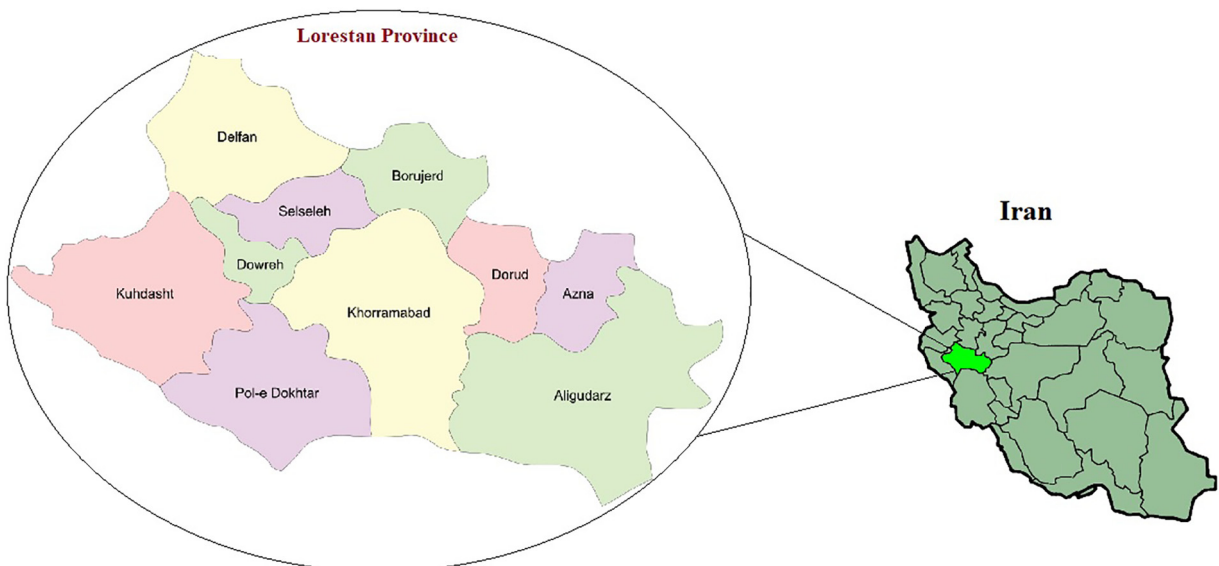 Lorestan Province
Delfan
Borujerd
Selseleh
Iran
Dowreh
Dorud
Kuhdasht
Azna
Khorramabad
Pol-e Dokhtar
Aligudarz